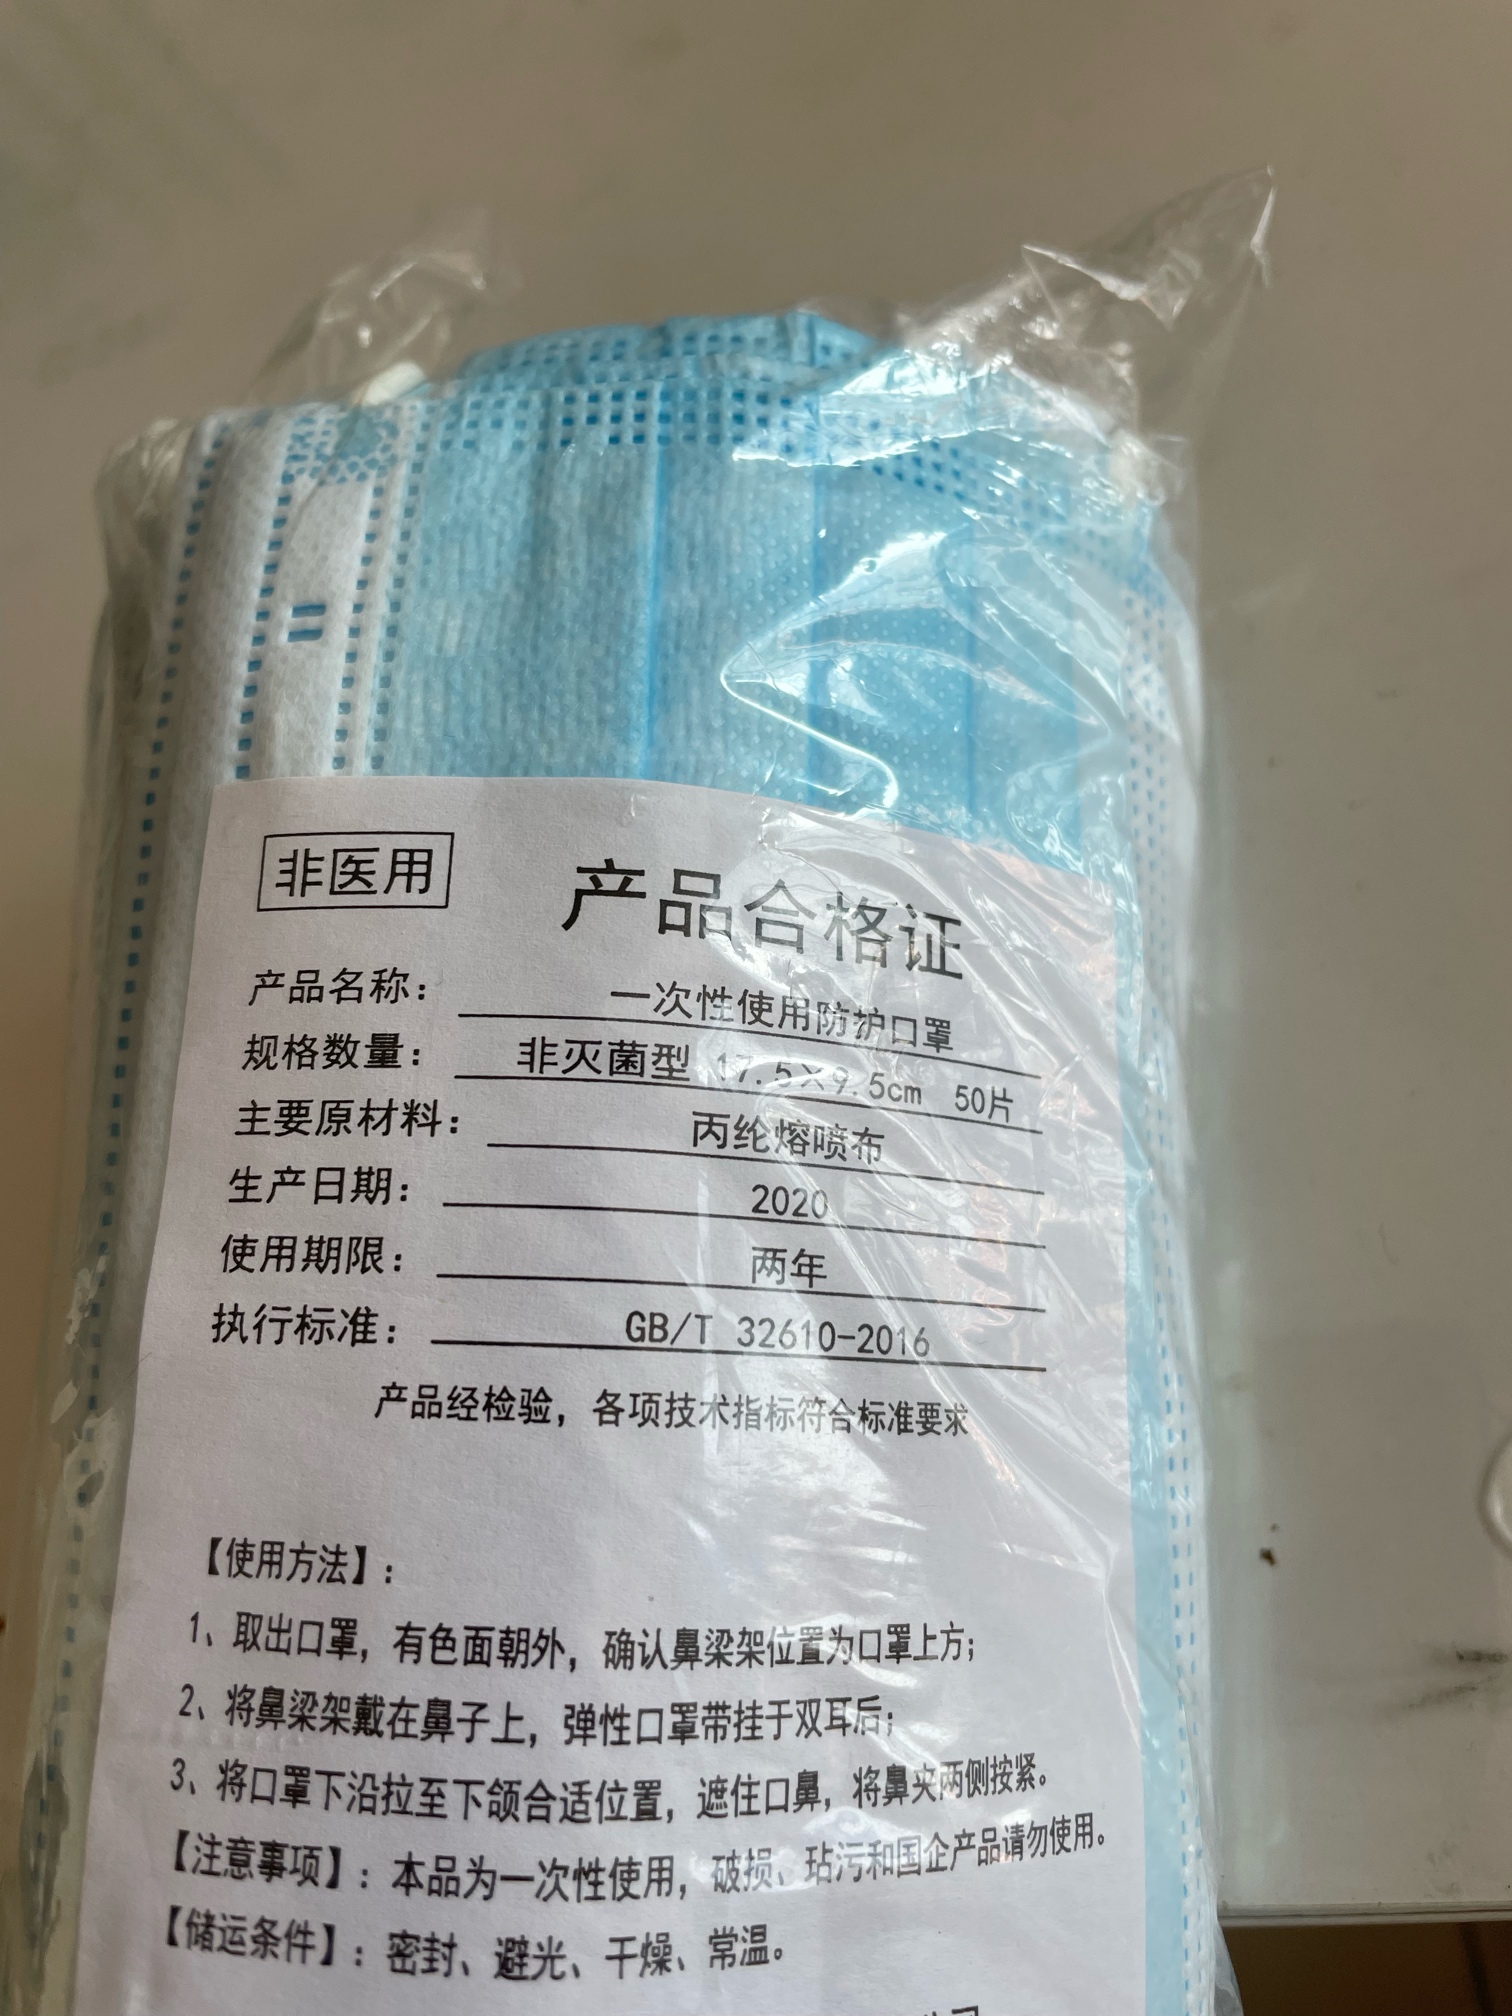 非医用
产品合格证
产品名称: 一次性使用防护口罩
规格数量: 非灭菌型 17.5×9.5cm 50片
主要原材料: 丙纶熔喷布
生产日期: 2020
使用期限: 两年
执行标准: GB/T 32610-2016
产品经检验，各项技术指标符合标准要求
【使用方法】:
1、取出口罩，有色面朝外，确认鼻梁架位置为口罩上方;
2、将鼻梁架戴在鼻子上，弹性口罩带挂于双耳后;
3、将口罩下沿拉至下颌合适位置，遮住口鼻，将鼻夹两侧按紧。
【注意事项】: 本品为一次性使用，破损、玷污和国企产品请勿使用。
【储运条件】: 密封、避光、干燥、常温。